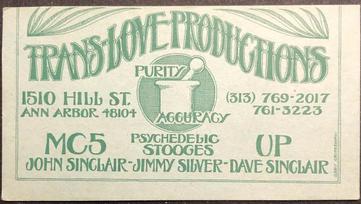 TRANS-LOVE PRODUCTIONS
PURITY
1510 HILL ST.
(313) 769-2017
ANN ARBOR 48104
761-3223
ACCURACY
MC5
PSYCHEDELIC
STOOGES
UP
JOHN SINCLAIR-JIMMY SILVER-DAVE SINCLAIR